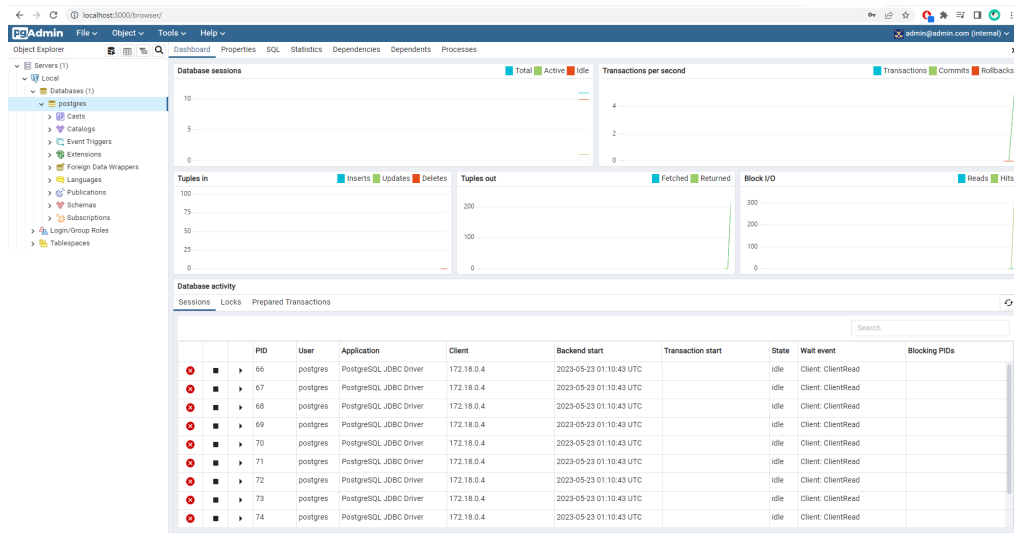 localhost:3000/browser/
pgAdmin File Object Tools Help admin@admin.com (internal)
Object Explorer Dashboard Properties SQL Statistics Dependencies Dependents Processes
Servers (1)
Local
Databases (1)
postgres
Casts
Catalogs
Event Triggers
Extensions
Foreign Data Wrappers
Languages
Publications
Schemas
Subscriptions
Login/Group Roles
Tablespaces
Database sessions Total Active Idle
10
5
0
Transactions per second Transactions Commits Rollbacks
4
2
0
Tuples in Inserts Updates Deletes
100
75
50
25
0
Tuples out Fetched Returned
200
100
0
Block I/O Reads Hits
300
200
100
0
Database activity
Sessions Locks Prepared Transactions
Search
PID User Application Client Backend start Transaction start State Wait event Blocking PIDs
66 postgres PostgreSQL JDBC Driver 172.18.0.4 2023-05-23 01:10:43 UTC idle Client: ClientRead
67 postgres PostgreSQL JDBC Driver 172.18.0.4 2023-05-23 01:10:43 UTC idle Client: ClientRead
68 postgres PostgreSQL JDBC Driver 172.18.0.4 2023-05-23 01:10:43 UTC idle Client: ClientRead
69 postgres PostgreSQL JDBC Driver 172.18.0.4 2023-05-23 01:10:43 UTC idle Client: ClientRead
70 postgres PostgreSQL JDBC Driver 172.18.0.4 2023-05-23 01:10:43 UTC idle Client: ClientRead
71 postgres PostgreSQL JDBC Driver 172.18.0.4 2023-05-23 01:10:43 UTC idle Client: ClientRead
72 postgres PostgreSQL JDBC Driver 172.18.0.4 2023-05-23 01:10:43 UTC idle Client: ClientRead
73 postgres PostgreSQL JDBC Driver 172.18.0.4 2023-05-23 01:10:43 UTC idle Client: ClientRead
74 postgres PostgreSQL JDBC Driver 172.18.0.4 2023-05-23 01:10:43 UTC idle Client: ClientRead